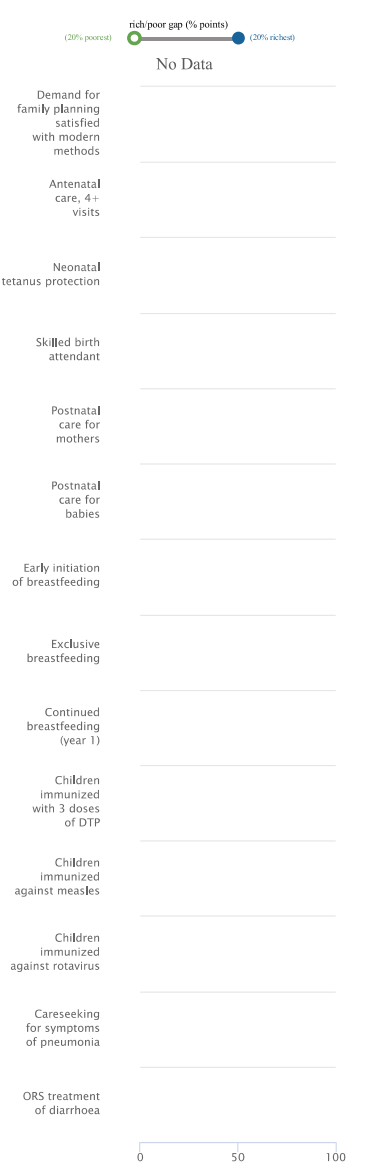 rich/poor gap (% points)
(20% poorest) (20% richest)
No Data
Demand for
family planning
satisfied
with modern
methods
Antenatal
care, 4+
visits
Neonatal
tetanus protection
Skilled birth
attendant
Postnatal
care for
mothers
Postnatal
care for
babies
Early initiation
of breastfeeding
Exclusive
breastfeeding
Continued
breastfeeding
(year 1)
Children
immunized
with 3 doses
of DTP
Children
immunized
against measles
Children
immunized
against rotavirus
Careseeking
for symptoms
of pneumonia
ORS treatment
of diarrhoea
0 50 100